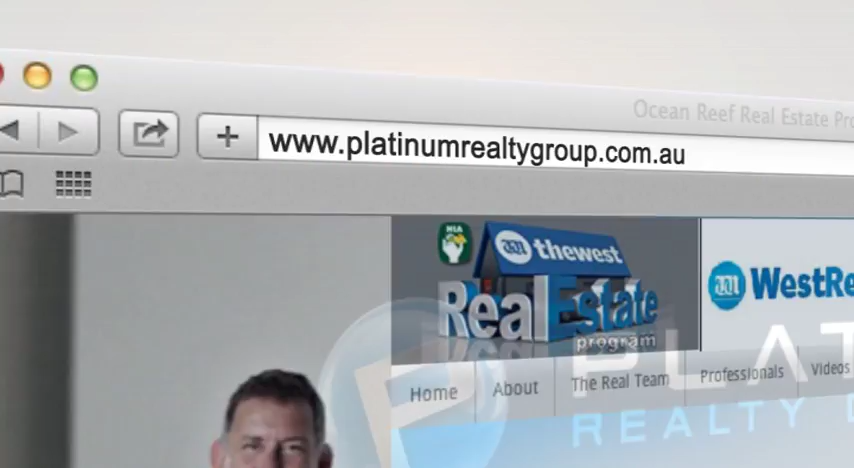 Ocean Reef Real Estate Pro
www.platinumrealtygroup.com.au
HIA
thewest
Real Estate
program
WestRe
Home
About
The Real Team
Professionals
Videos
PLAT
REALTY